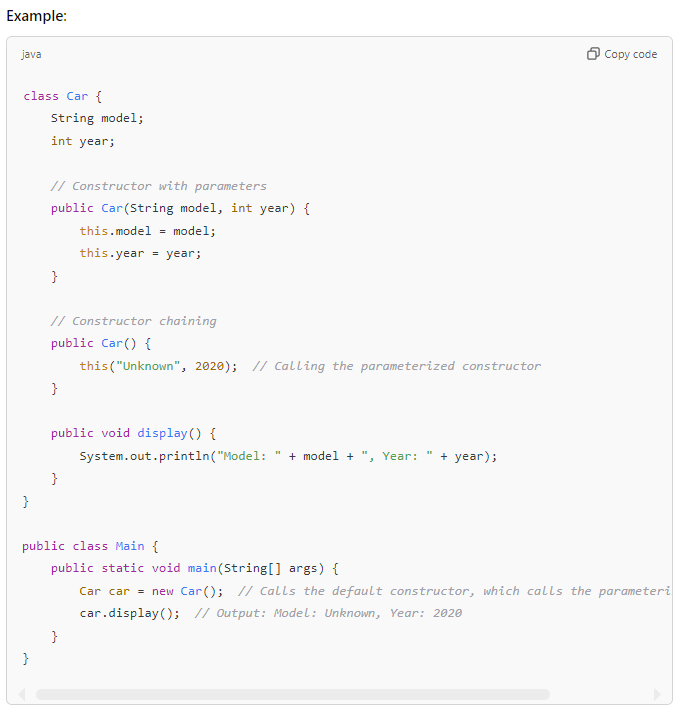 Example:
java
Copy code
class Car {
    String model;
    int year;

    // Constructor with parameters
    public Car(String model, int year) {
        this.model = model;
        this.year = year;
    }

    // Constructor chaining
    public Car() {
        this("Unknown", 2020);  // Calling the parameterized constructor
    }

    public void display() {
        System.out.println("Model: " + model + ", Year: " + year);
    }
}

public class Main {
    public static void main(String[] args) {
        Car car = new Car();  // Calls the default constructor, which calls the parameteri
        car.display();  // Output: Model: Unknown, Year: 2020
    }
}